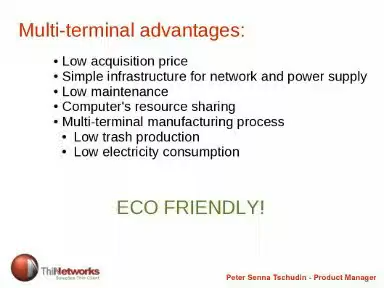 Multi-terminal advantages:
• Low acquisition price
• Simple infrastructure for network and power supply
• Low maintenance
• Computer's resource sharing
• Multi-terminal manufacturing process
• Low trash production
• Low electricity consumption
ECO FRIENDLY!
ThinNetworks
Peter Senna Tschudin - Product Manager